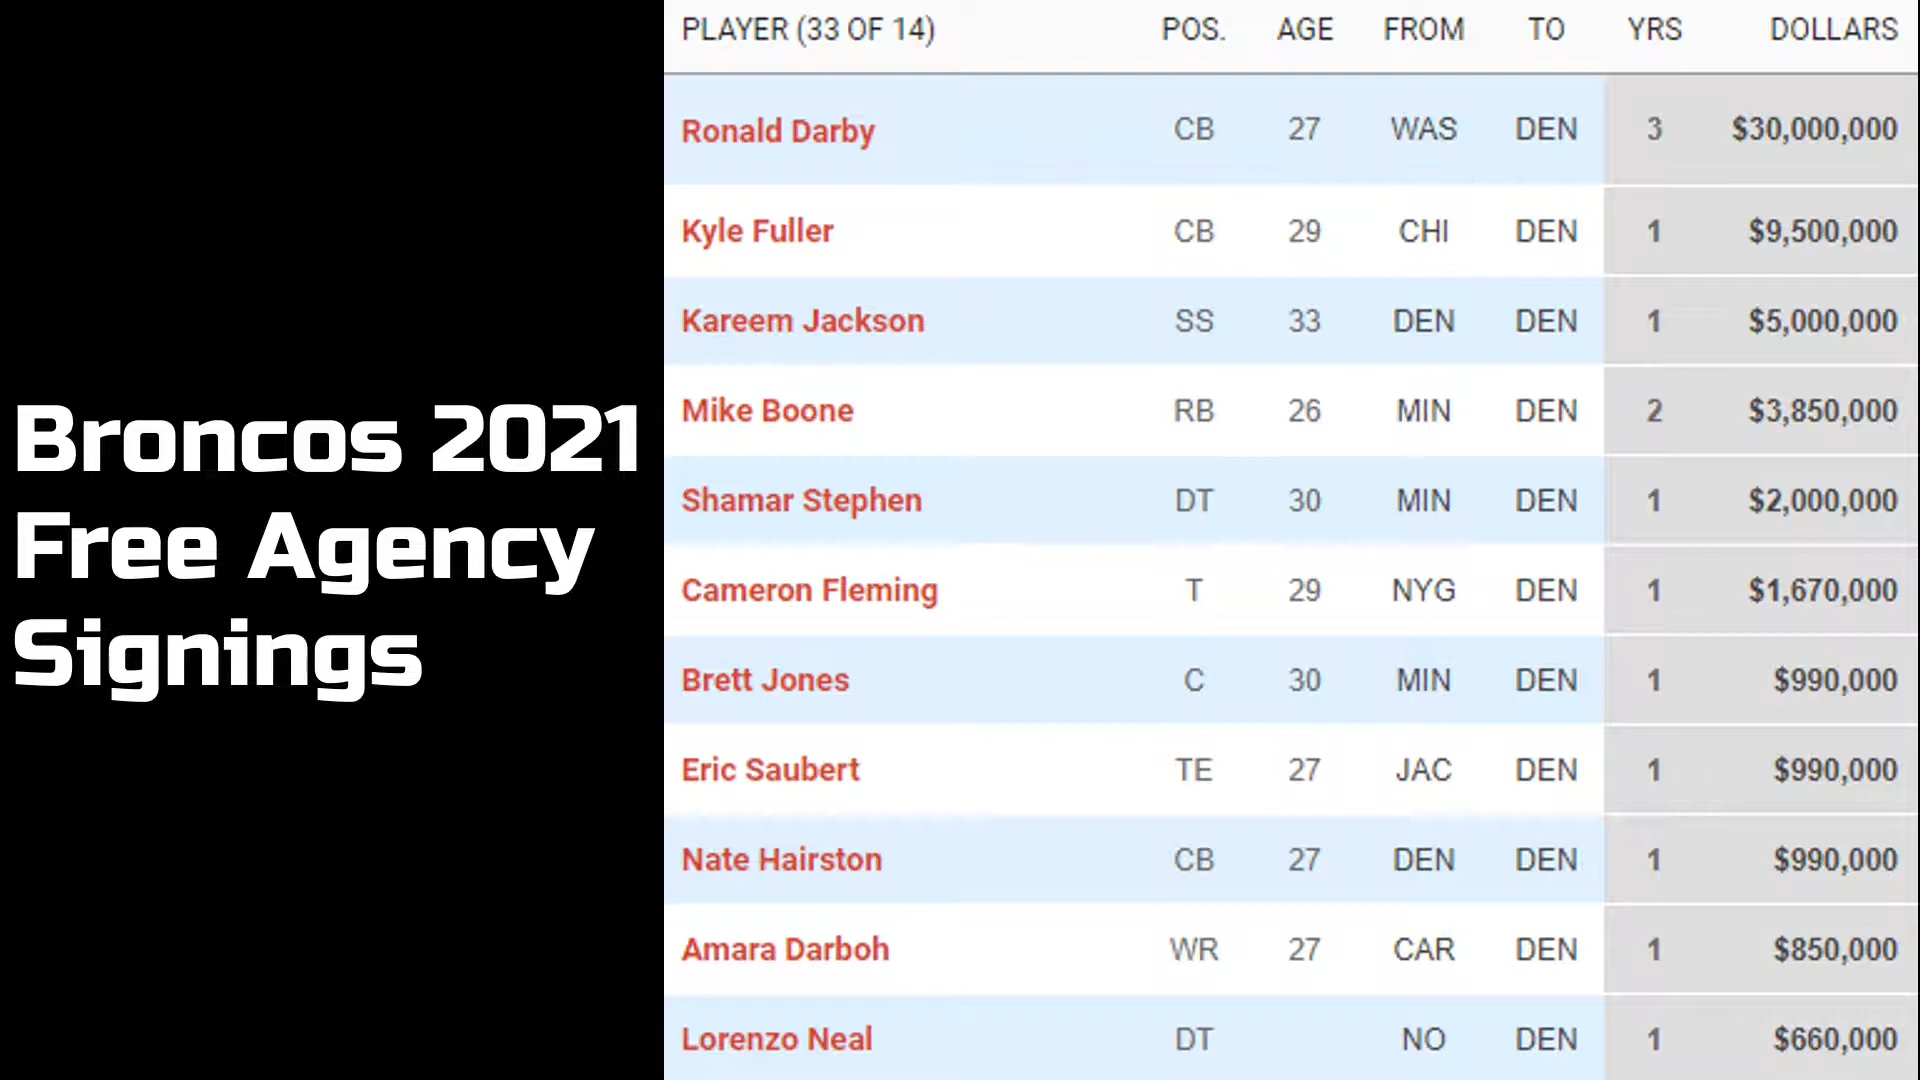 Broncos 2021
Free Agency
Signings
PLAYER (33 OF 14) POS. AGE FROM TO YRS DOLLARS
Ronald Darby CB 27 WAS DEN 3 $30,000,000
Kyle Fuller CB 29 CHI DEN 1 $9,500,000
Kareem Jackson SS 33 DEN DEN 1 $5,000,000
Mike Boone RB 26 MIN DEN 2 $3,850,000
Shamar Stephen DT 30 MIN DEN 1 $2,000,000
Cameron Fleming T 29 NYG DEN 1 $1,670,000
Brett Jones C 30 MIN DEN 1 $990,000
Eric Saubert TE 27 JAC DEN 1 $990,000
Nate Hairston CB 27 DEN DEN 1 $990,000
Amara Darboh WR 27 CAR DEN 1 $850,000
Lorenzo Neal DT NO DEN 1 $660,000